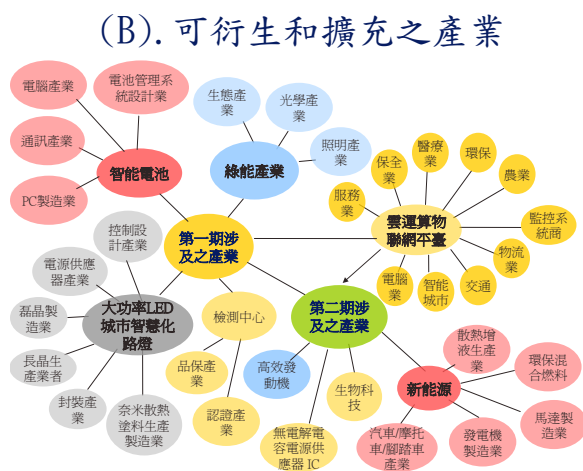 (B). 可衍生和擴充之產業
電腦產業
電池管理系
統設計業
通訊產業
智能電池
PC製造業
生態產
業
光學產
業
照明產
業
綠能產業
保全
業
醫療
業
環保
農業
服務
業
雲運算物
聯網平臺
監控系
統商
物流
業
電腦
業
智能
城市
交通
第一期涉
及之產業
控制設
計產業
電源供應
器產業
磊晶製
造業
大功率LED
城市智慧化
路燈
長晶生
產業者
封裝產
業
奈米散熱
塗料生產
製造業
檢測中心
品保產
業
認證產
業
第二期涉
及之產業
高效發
動機
無電解電
容電源供
應器 IC
生物科
技
新能源
散熱增
液生產
業
環保混
合燃料
馬達製
造業
發電機製
造業
汽車/摩托
車/腳踏車
產業